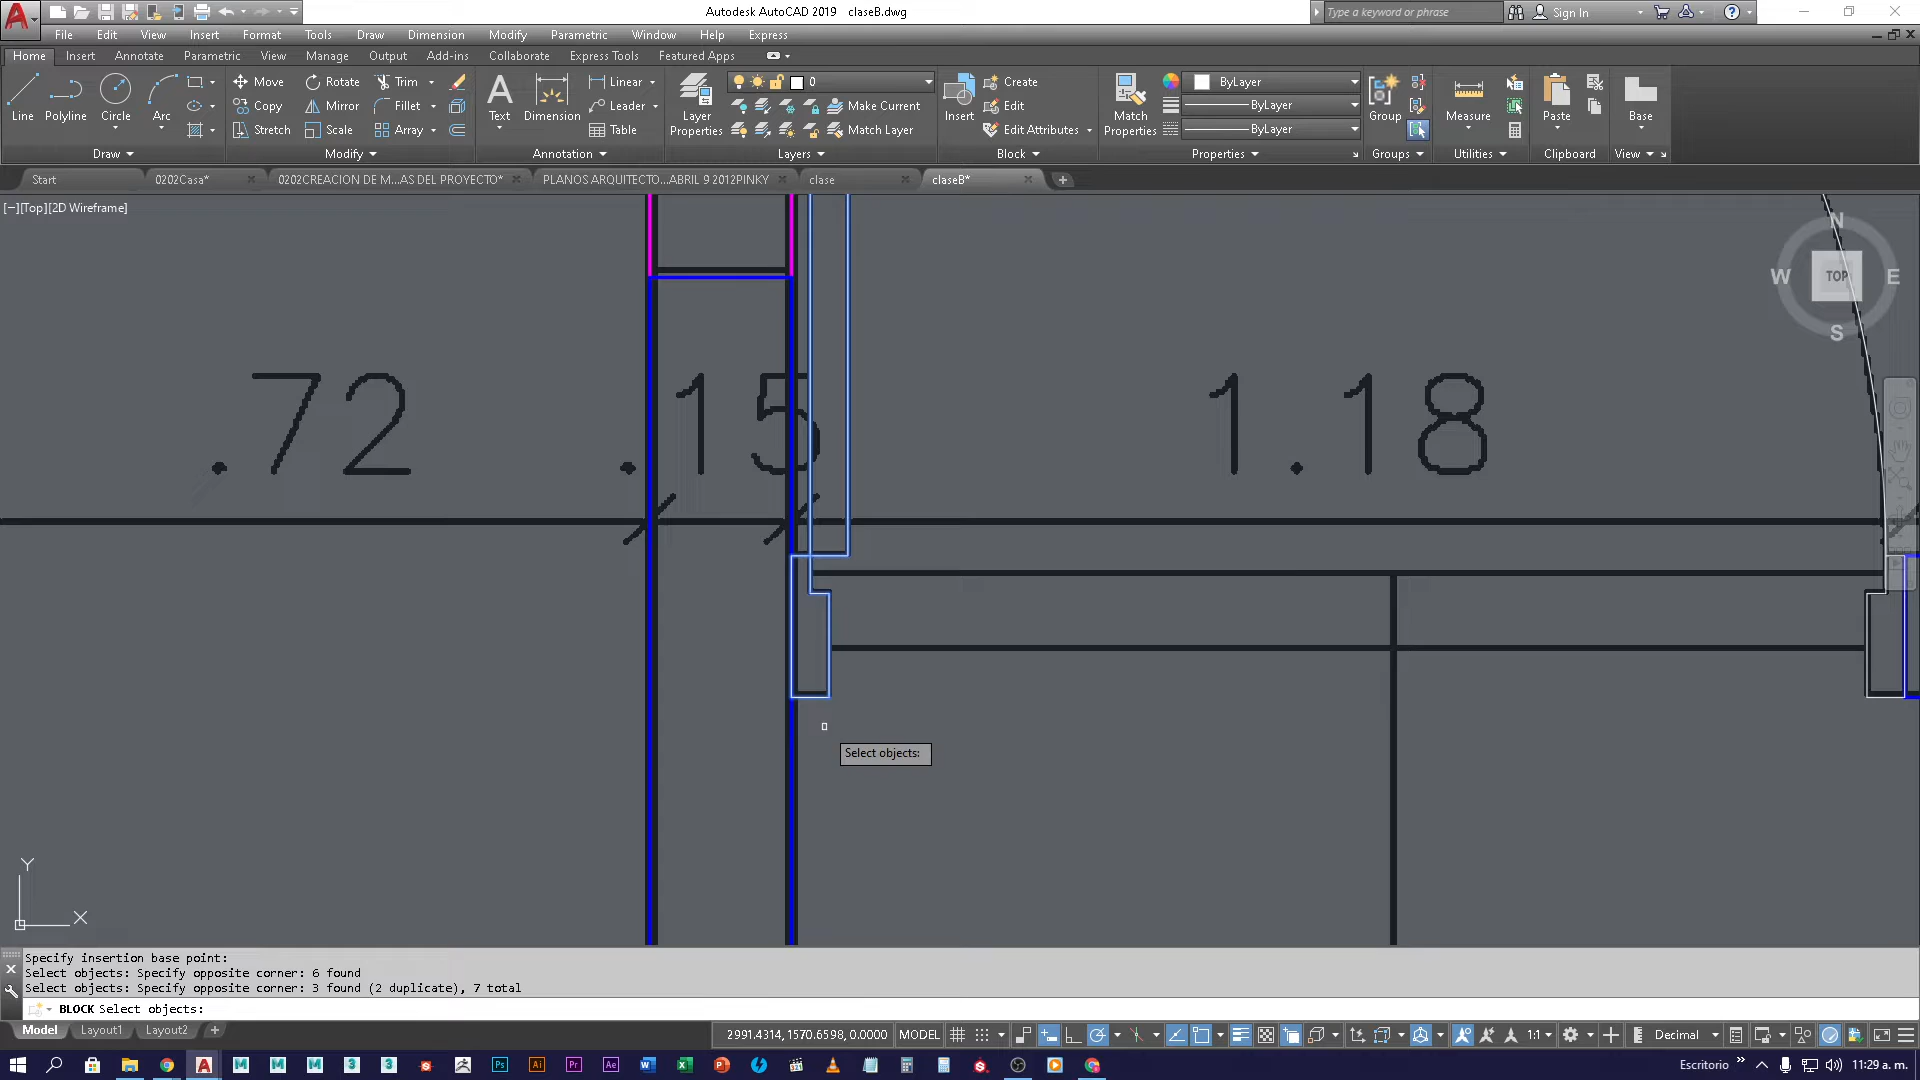 Autodesk AutoCAD 2019 claseB.dwg
Type a keyword or phrase
Sign In
File Edit View Insert Format Tools Draw Dimension Modify Parametric Window Help Express
Home Insert Annotate Parametric View Manage Output Add-ins Collaborate Express Tools Featured Apps
Line Polyline Circle Arc
Move Rotate Trim
Copy Mirror Fillet
Stretch Scale Array
Text Dimension
Linear
Leader
Table
Layer Properties
0
Make Current
Match Layer
Insert
Create
Edit
Edit Attributes
Match Properties
ByLayer
ByLayer
ByLayer
Group Measure Paste Base
Draw Modify Annotation Layers Block Properties Groups Utilities Clipboard View
Start 0202Casa* 0202CREACION DE M...AS DEL PROYECTO* PLANOS ARQUITECTO...ABRIL 9 2012PINKY clase claseB*
[−][Top][2D Wireframe]
N
W TOP E
S
.72 .15 1.18
Select objects:
Y
X
Specify insertion base point:
Select objects: Specify opposite corner: 6 found
Select objects: Specify opposite corner: 3 found (2 duplicate), 7 total
BLOCK Select objects:
Model Layout1 Layout2 +
2991.4314, 1570.6598, 0.0000 MODEL 1:1 Decimal
Escritorio 11:29 a. m.